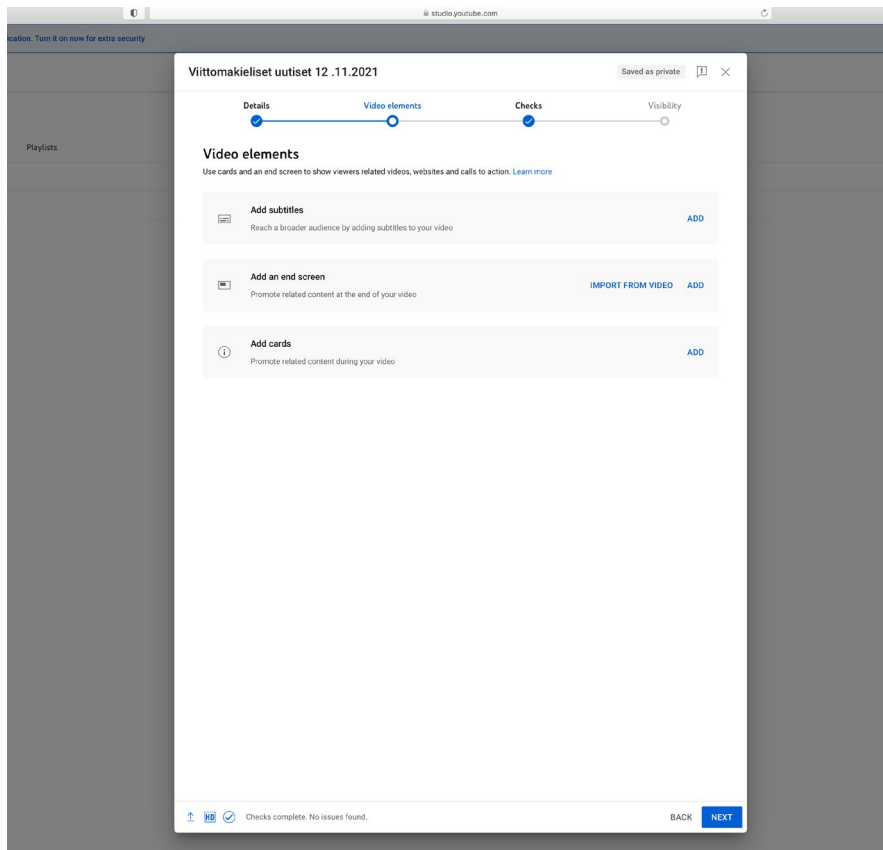 studio.youtube.com
ication. Turn it on now for extra security
Viittomakieliset uutiset 12 .11.2021
Saved as private
Details
Video elements
Checks
Visibility
Playlists
Video elements
Use cards and an end screen to show viewers related videos, websites and calls to action. Learn more
Add subtitles
Reach a broader audience by adding subtitles to your video
ADD
Add an end screen
Promote related content at the end of your video
IMPORT FROM VIDEO
ADD
Add cards
Promote related content during your video
ADD
HD
Checks complete. No issues found.
BACK
NEXT